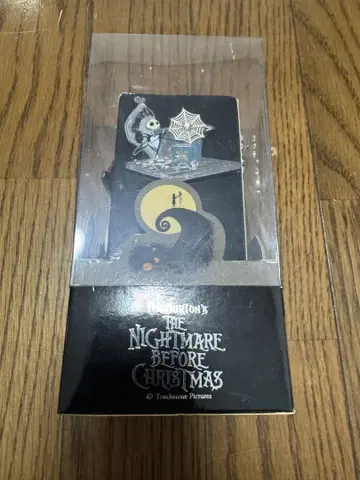 TIM BURTON'S
THE
NIGHTMARE
BEFORE
CHRISTMAS
© Touchstone Pictures